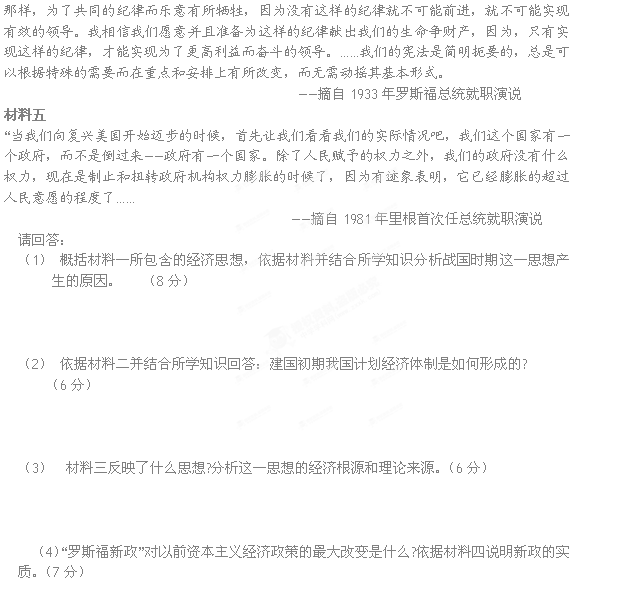 那样，为了共同的纪律而乐意有所牺牲，因为没有这样的纪律就不可能前进，就不可能实现
有效的领导。我相信我们愿意并且准备为这样的纪律献出我们的生命争财产，因为，只有实
现这样的纪律，才能实现为了更高利益而奋斗的领导。……我们的宪法是简明扼要的，总是可
以根据特殊的需要而在重点和安排上有所改变，而无需动摇其基本形式。
——摘自 1933 年罗斯福总统就职演说
材料五
“当我们向复兴美国开始迈步的时候，首先让我们看看我们的实际情况吧，我们这个国家有一
个政府，而不是倒过来——政府有一个国家。除了人民赋予的权力之外，我们的政府没有什么
权力，现在是制止和扭转政府机构权力膨胀的时候了，因为有迹象表明，它已经膨胀的超过
人民意愿的程度了……
——摘自 1981 年里根首次任总统就职演说
请回答：
（1） 概括材料一所包含的经济思想，依据材料并结合所学知识分析战国时期这一思想产
生的原因。 （8 分）
（2） 依据材料二并结合所学知识回答：建国初期我国计划经济体制是如何形成的?
（6 分）
（3） 材料三反映了什么思想?分析这一思想的经济根源和理论来源。（6 分）
（4)“罗斯福新政”对以前资本主义经济政策的最大改变是什么?依据材料四说明新政的实
质。（7 分）